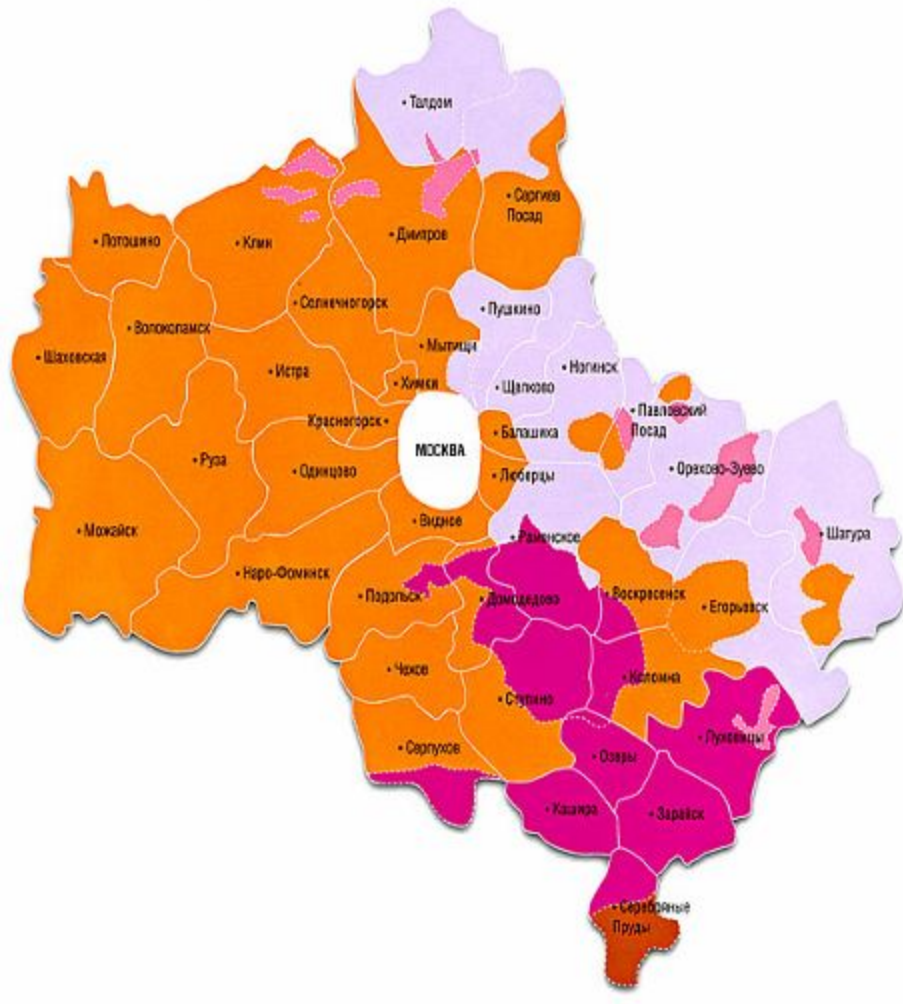 Талдом
Сергиев
Посад
Лотошино
Клин
Дмитров
Солнечногорск
Пушкино
Волоколамск
Мытищи
Шаховская
Истра
Химки
Щелково
Ногинск
Красногорск
Павловский
Посад
Балашиха
МОСКВА
Руза
Одинцово
Люберцы
Орехово-Зуево
Можайск
Видное
Раменское
Шатура
Наро-Фоминск
Подольск
Домодедово
Воскресенск
Егорьевск
Чехов
Ступино
Коломна
Серпухов
Озеры
Луховицы
Кашира
Зарайск
Серебряные
Пруды